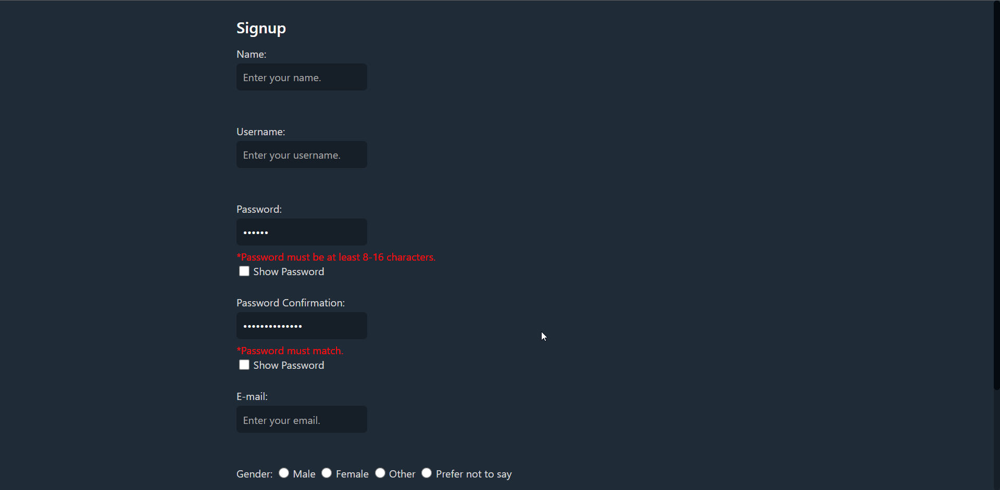 Signup
Name:
Enter your name.
Username:
Enter your username.
Password:
••••••
*Password must be at least 8-16 characters.
Show Password
Password Confirmation:
••••••••••••••
*Password must match.
Show Password
E-mail:
Enter your email.
Gender: Male Female Other Prefer not to say